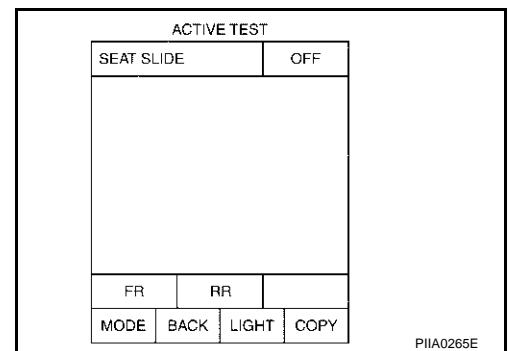 ACTIVE TEST
SEAT SLIDE OFF
FR RR
MODE BACK LIGHT COPY
PIIA0265E